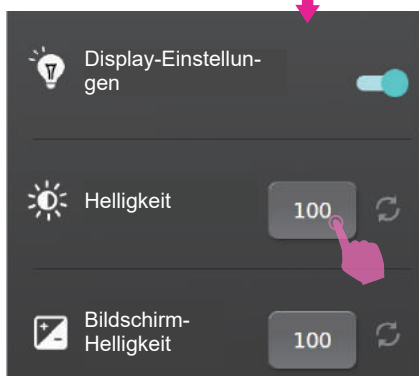 Display-Einstellun-
gen
Helligkeit
100
Bildschirm-
Helligkeit
100